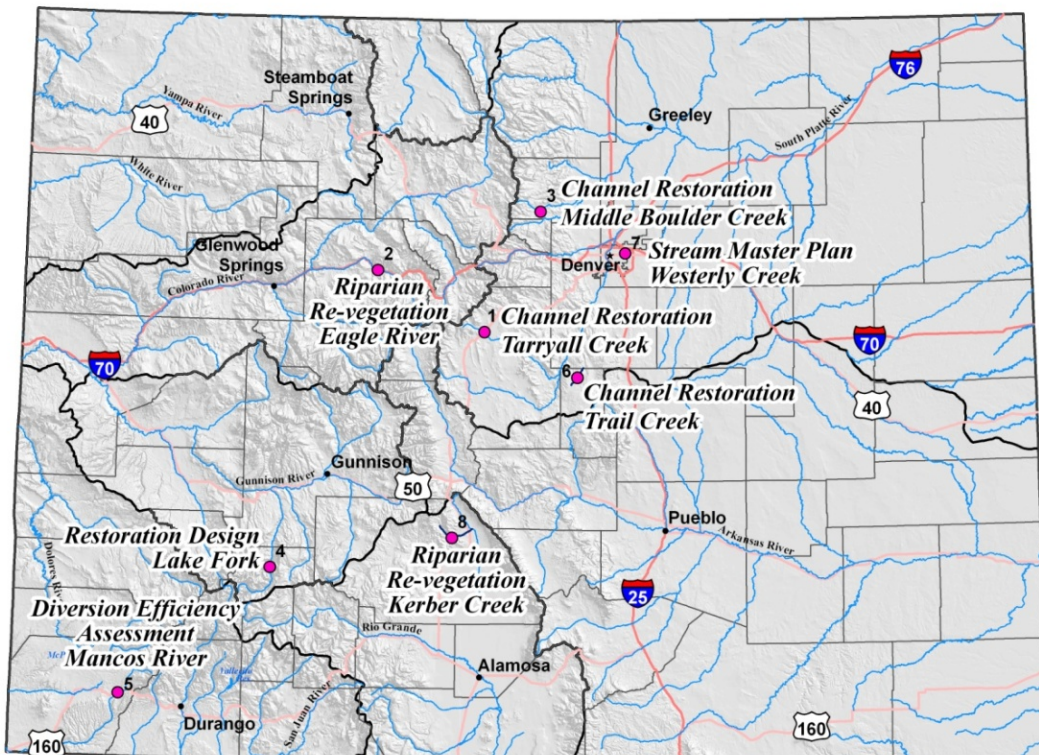 Steamboat
Springs
Yampa River
40
76
Greeley
South Platte River
White River
3
Channel Restoration
Middle Boulder Creek
Glenwood
Springs
Colorado River
2
Riparian
Re-vegetation
Eagle River
7
Denver
Stream Master Plan
Westerly Creek
1
Channel Restoration
Tarryall Creek
70
70
6
Channel Restoration
Trail Creek
40
Gunnison
Gunnison River
50
Pueblo
Arkansas River
Restoration Design
Lake Fork
4
8
Riparian
Re-vegetation
Kerber Creek
Dolores
25
Diversion Efficiency
Assessment
Mancos River
5
Rio Grande
Alamosa
Durango
San Juan River
160
160